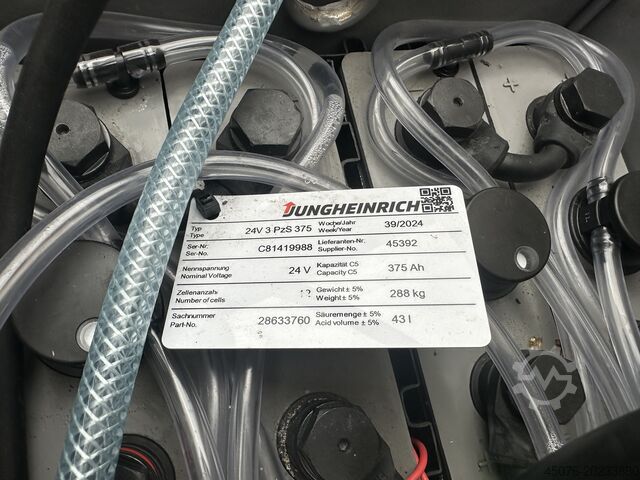 JUNGHEINRICH
Typ Type 24V 3 PzS 375 Woche/Jahr Week/Year 39/2024
Ser-Nr. Ser-No. C81419988 Lieferanten-Nr. Supplier-No. 45392
Nennspannung Nominal Voltage 24 V Kapazität C5 Capacity C5 375 Ah
Zellenanzahl Number of cells 12 Gewicht ± 5% Weight ± 5% 288 kg
Sachnummer Part-No. 28633760 Säuremenge ± 5% Acid volume ± 5% 43 l